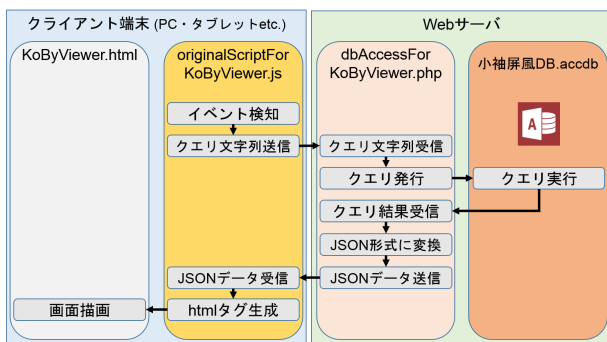 クライアント端末 (PC・タブレットetc.)
Webサーバ
KoByViewer.html
originalScriptFor
KoByViewer.js
dbAccessFor
KoByViewer.php
小袖屏風DB.accdb
A
イベント検知
クエリ文字列送信
クエリ文字列受信
クエリ発行
クエリ実行
クエリ結果受信
JSON形式に変換
JSONデータ受信
JSONデータ送信
画面描画
htmlタグ生成